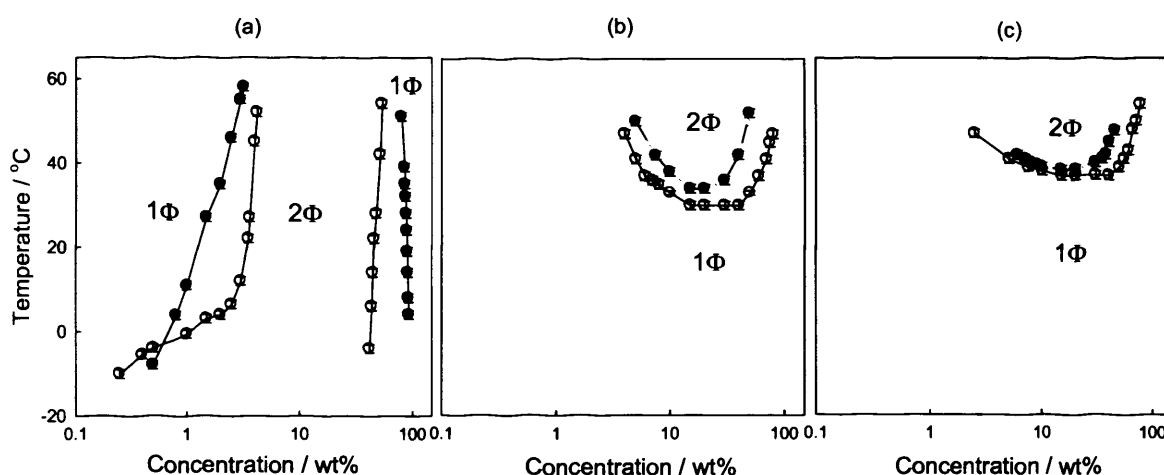 (a) (b) (c)
60
40
20
0
-20
Temperature / °C
1Φ 2Φ 1Φ
2Φ 1Φ
2Φ 1Φ
0.1 1 10 100
0.1 1 10 100
0.1 1 10 100
Concentration / wt% Concentration / wt% Concentration / wt%